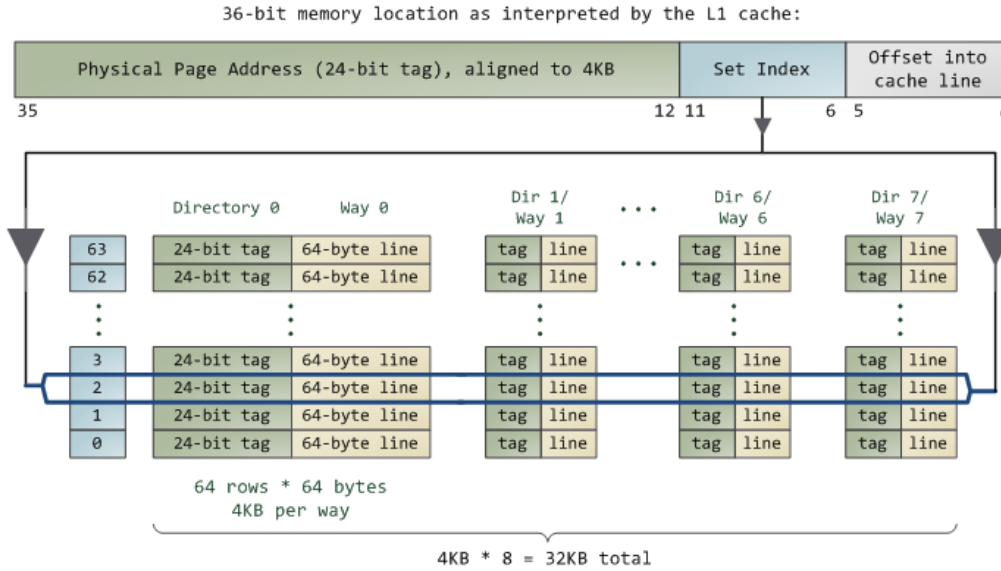 36-bit memory location as interpreted by the L1 cache:
Physical Page Address (24-bit tag), aligned to 4KB
Set Index
Offset into
cache line
35 12 11 6 5
Directory 0 Way 0
Dir 1/
Way 1
. . .
Dir 6/
Way 6
Dir 7/
Way 7
63 24-bit tag 64-byte line tag line . . . tag line tag line
62 24-bit tag 64-byte line tag line tag line tag line
3 24-bit tag 64-byte line tag line tag line tag line
2 24-bit tag 64-byte line tag line tag line tag line
1 24-bit tag 64-byte line tag line tag line tag line
0 24-bit tag 64-byte line tag line tag line tag line
64 rows * 64 bytes
4KB per way
4KB * 8 = 32KB total